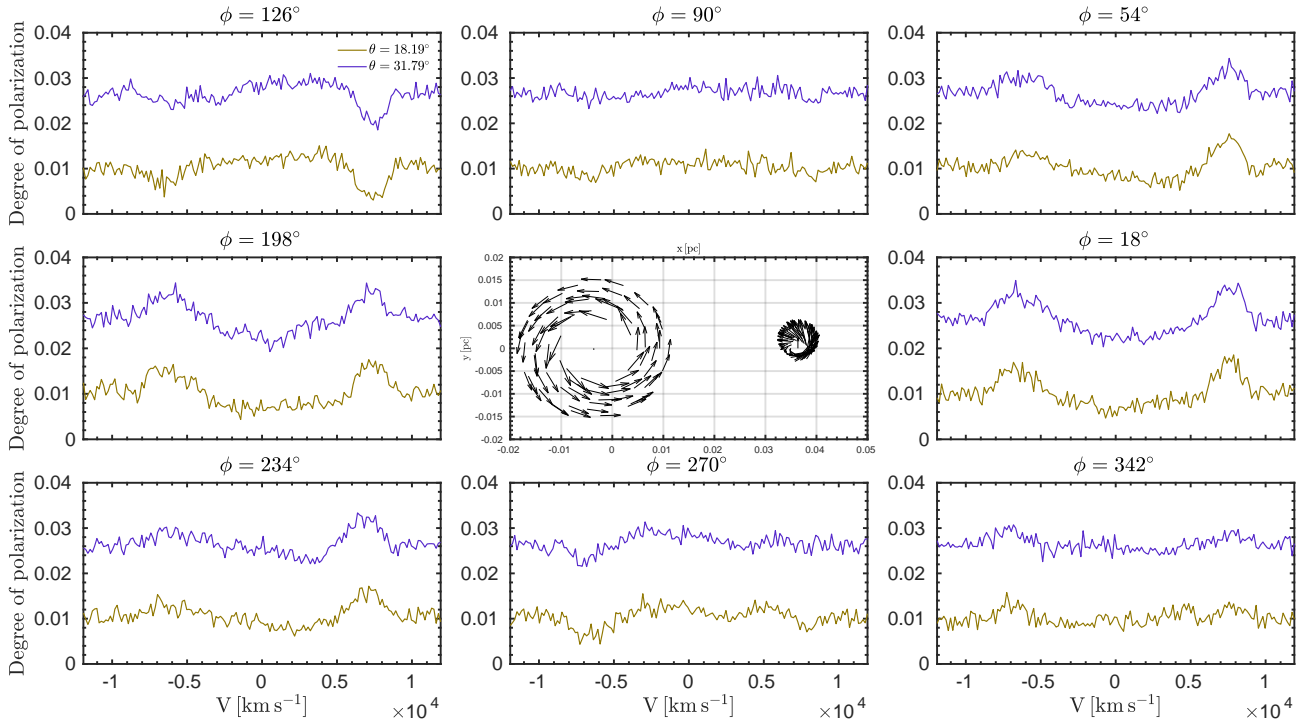 ϕ = 126° ϕ = 90° ϕ = 54°
Degree of polarization
0.04 0.03 0.02 0.01 0
θ = 18.19°
θ = 31.79°
0.04 0.03 0.02 0.01 0
0.04 0.03 0.02 0.01 0
ϕ = 198° ϕ = 18°
Degree of polarization
0.04 0.03 0.02 0.01 0
x [pc]
y [pc]
0.02 0.015 0.01 0.005 0 -0.005 -0.01 -0.015 -0.02
-0.02 -0.01 0 0.01 0.02 0.03 0.04 0.05
0.04 0.03 0.02 0.01 0
ϕ = 234° ϕ = 270° ϕ = 342°
Degree of polarization
0.04 0.03 0.02 0.01 0
0.04 0.03 0.02 0.01 0
0.04 0.03 0.02 0.01 0
-1 -0.5 0 0.5 1 -1 -0.5 0 0.5 1 -1 -0.5 0 0.5 1
V [km s⁻¹] ×10⁴ V [km s⁻¹] ×10⁴ V [km s⁻¹] ×10⁴